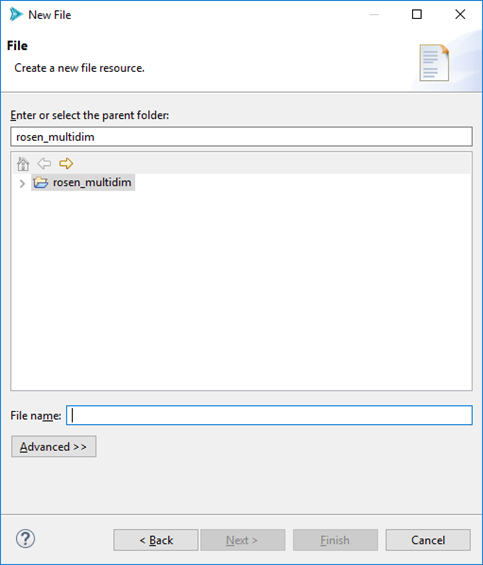 New File
File
Create a new file resource.
Enter or select the parent folder:
rosen_multidim
rosen_multidim
File name:
Advanced >>
? < Back Next > Finish Cancel